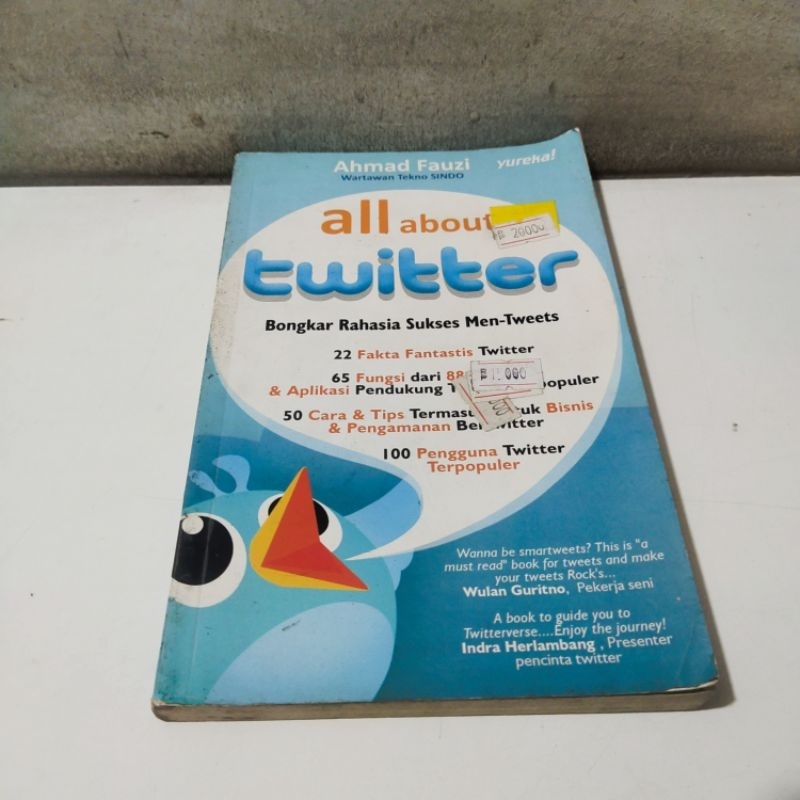 Ahmad Fauzi
yureka!
Wartawan Tekno SINDO
all about
twitter
Bongkar Rahasia Sukses Men-Tweets
22 Fakta Fantastis Twitter
65 Fungsi dari
& Aplikasi Pendukung
50 Cara & Tips Bisnis
& Pengamanan
100 Pengguna Twitter
Terpopuler
Wanna be smartweets? This is "a
must read" book for tweets and make
your tweets Rock's...
Wulan Guritno, Pekerja seni
A book to guide you to
Twitterverse....Enjoy the journey!
Indra Herlambang , Presenter
pencinta twitter